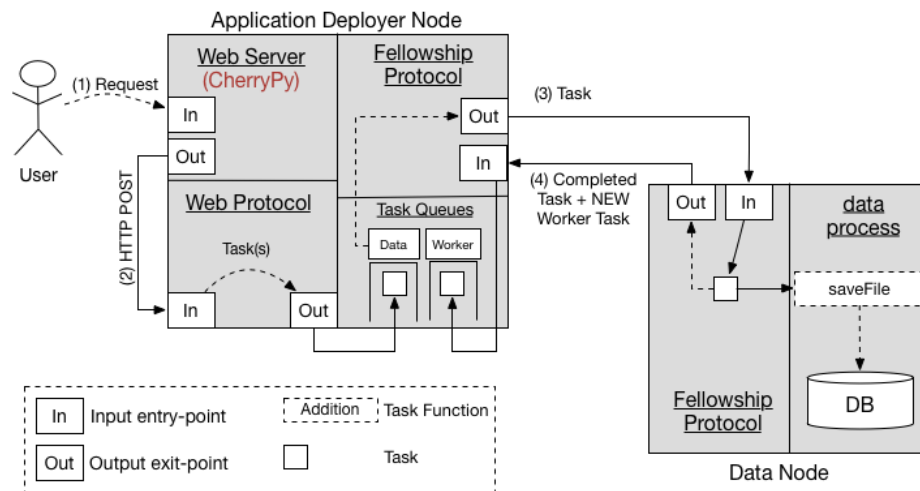 Application Deployer Node
Web Server
(CherryPy)
Fellowship
Protocol
(1) Request
In
Out
User
(2) HTTP POST
Web Protocol
Task(s)
In
Out
Out
In
Task Queues
Data
Worker
(3) Task
(4) Completed
Task + NEW
Worker Task
Out
In
data
process
saveFile
DB
Fellowship
Protocol
Data Node
In
Input entry-point
Addition
Task Function
Out
Output exit-point
Task